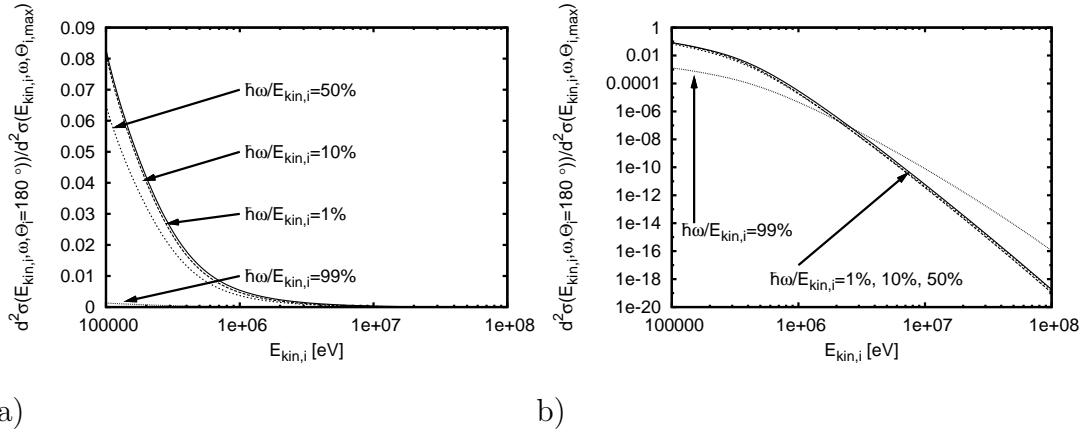 d²σ(E_kin,i,ω,Θ_i=180 °))/d²σ(E_kin,i,ω,Θ_i,max)
0.09
0.08
0.07
0.06
0.05
0.04
0.03
0.02
0.01
0
ħω/E_kin,i=50%
ħω/E_kin,i=10%
ħω/E_kin,i=1%
ħω/E_kin,i=99%
100000 1e+06 1e+07 1e+08
E_kin,i [eV]
a)
d²σ(E_kin,i,ω,Θ_i=180 °))/d²σ(E_kin,i,ω,Θ_i,max)
1
0.01
0.0001
1e-06
1e-08
1e-10
1e-12
1e-14
1e-16
1e-18
1e-20
ħω/E_kin,i=99%
ħω/E_kin,i=1%, 10%, 50%
100000 1e+06 1e+07 1e+08
E_kin,i [eV]
b)